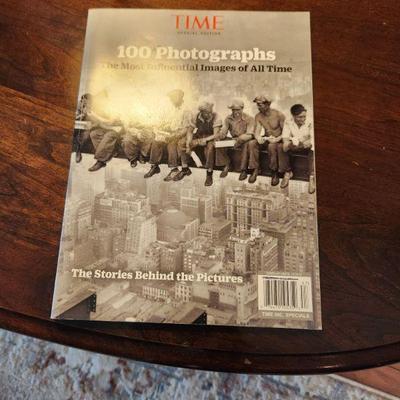 TIME
SPECIAL EDITION
100 Photographs
The Most Influential Images of All Time
The Stories Behind the Pictures
TIME INC. SPECIALS